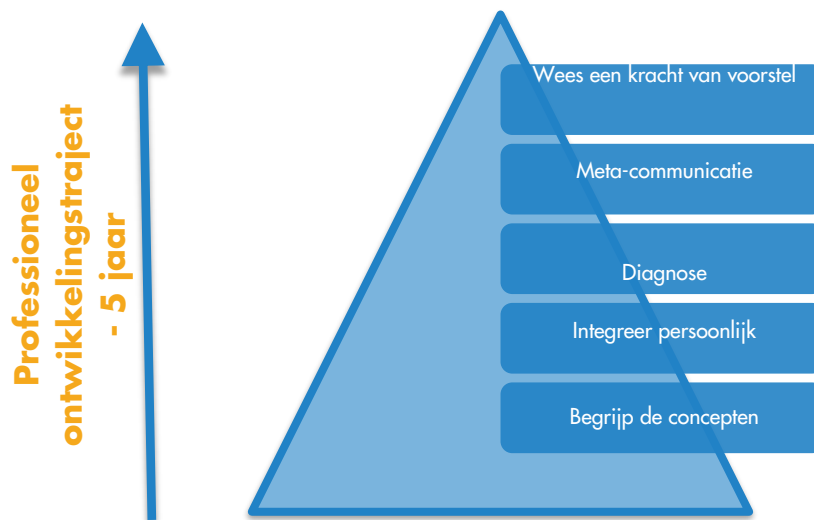 Professioneel
ontwikkelingstraject
- 5 jaar
Wees een kracht van voorstel
Meta-communicatie
Diagnose
Integreer persoonlijk
Begrijp de concepten